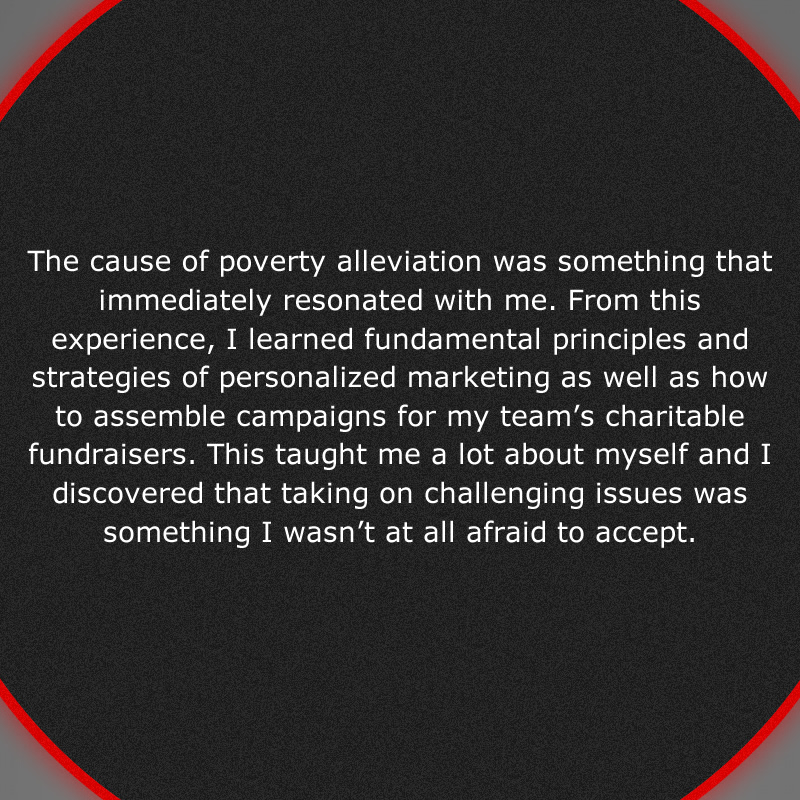 The cause of poverty alleviation was something that
immediately resonated with me. From this
experience, I learned fundamental principles and
strategies of personalized marketing as well as how
to assemble campaigns for my team’s charitable
fundraisers. This taught me a lot about myself and I
discovered that taking on challenging issues was
something I wasn’t at all afraid to accept.